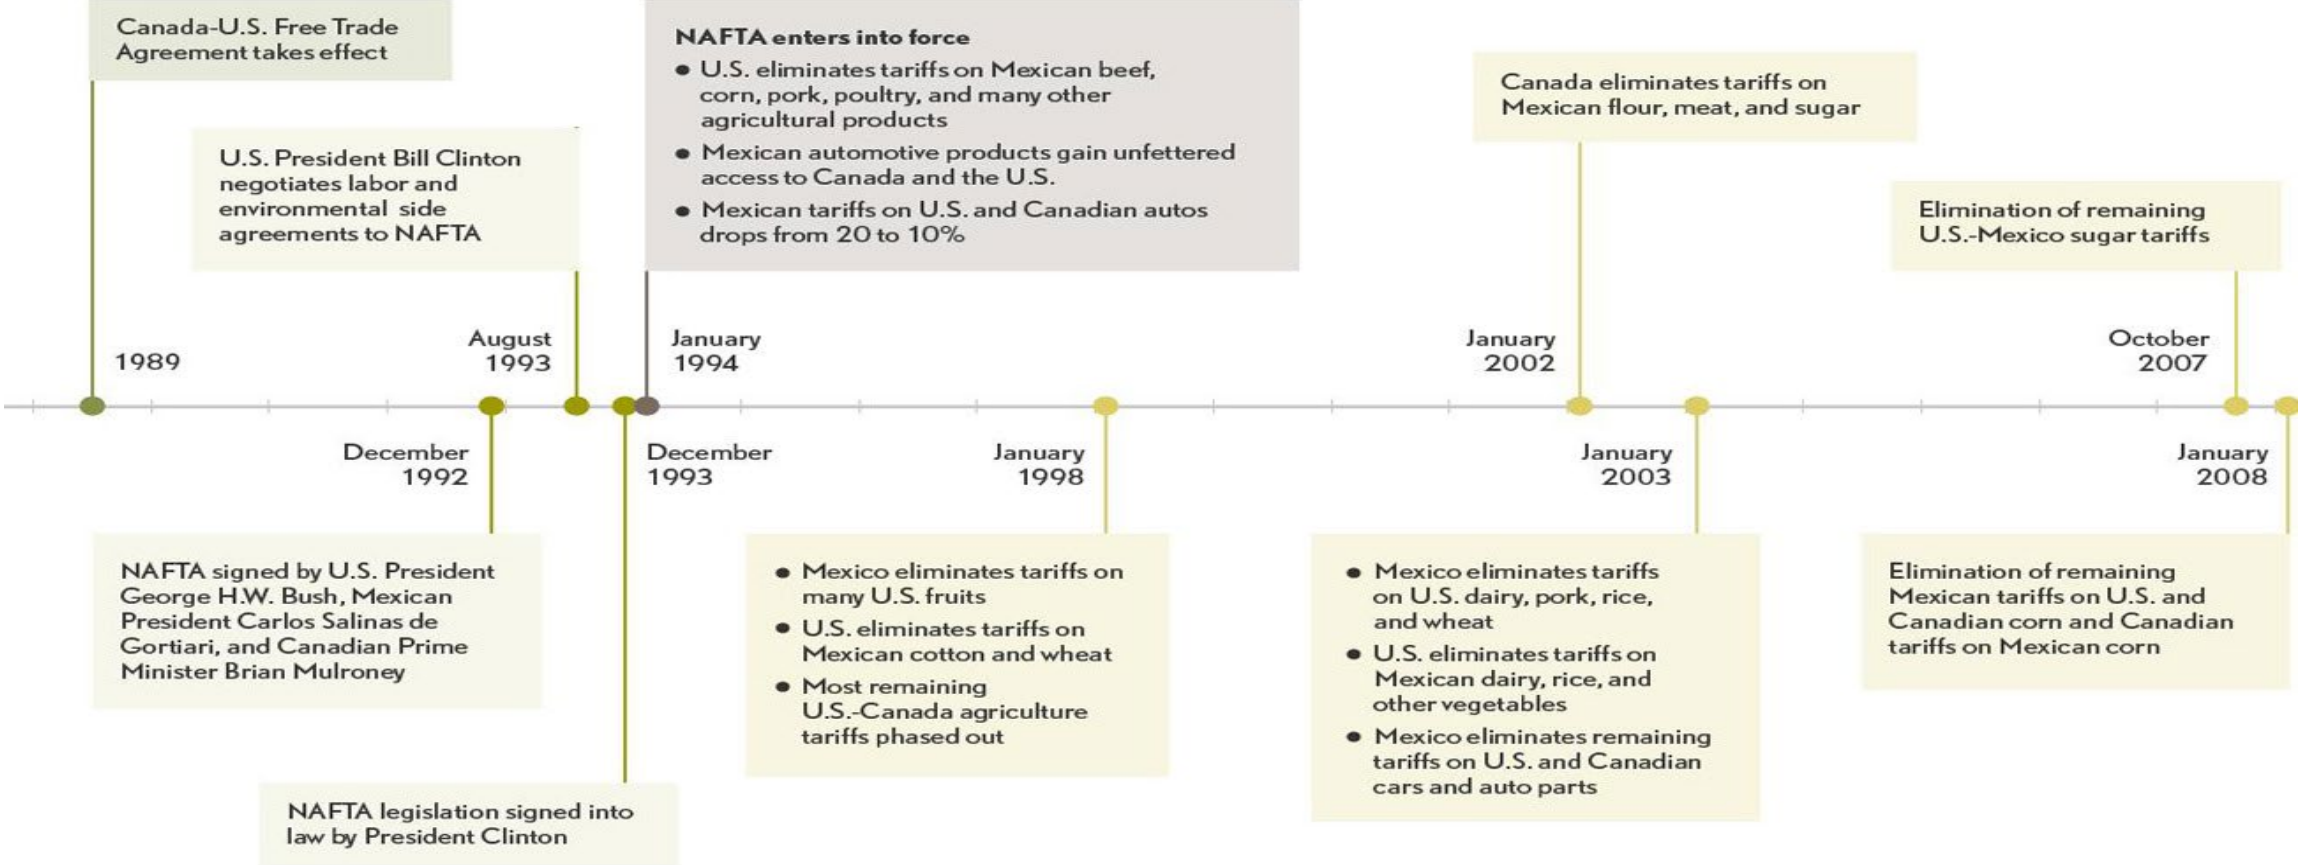 Canada-U.S. Free Trade
Agreement takes effect
1989
NAFTA signed by U.S. President
George H.W. Bush, Mexican
President Carlos Salinas de
Gortiari, and Canadian Prime
Minister Brian Mulroney
December
1992
U.S. President Bill Clinton
negotiates labor and
environmental side
agreements to NAFTA
August
1993
December
1993
NAFTA legislation signed into
law by President Clinton
NAFTA enters into force
• U.S. eliminates tariffs on Mexican beef,
corn, pork, poultry, and many other
agricultural products
• Mexican automotive products gain unfettered
access to Canada and the U.S.
• Mexican tariffs on U.S. and Canadian autos
drops from 20 to 10%
January
1994
January
1998
• Mexico eliminates tariffs on
many U.S. fruits
• U.S. eliminates tariffs on
Mexican cotton and wheat
• Most remaining
U.S.-Canada agriculture
tariffs phased out
Canada eliminates tariffs on
Mexican flour, meat, and sugar
January
2002
January
2003
• Mexico eliminates tariffs
on U.S. dairy, pork, rice,
and wheat
• U.S. eliminates tariffs on
Mexican dairy, rice, and
other vegetables
• Mexico eliminates remaining
tariffs on U.S. and Canadian
cars and auto parts
Elimination of remaining
U.S.-Mexico sugar tariffs
October
2007
January
2008
Elimination of remaining
Mexican tariffs on U.S. and
Canadian corn and Canadian
tariffs on Mexican corn